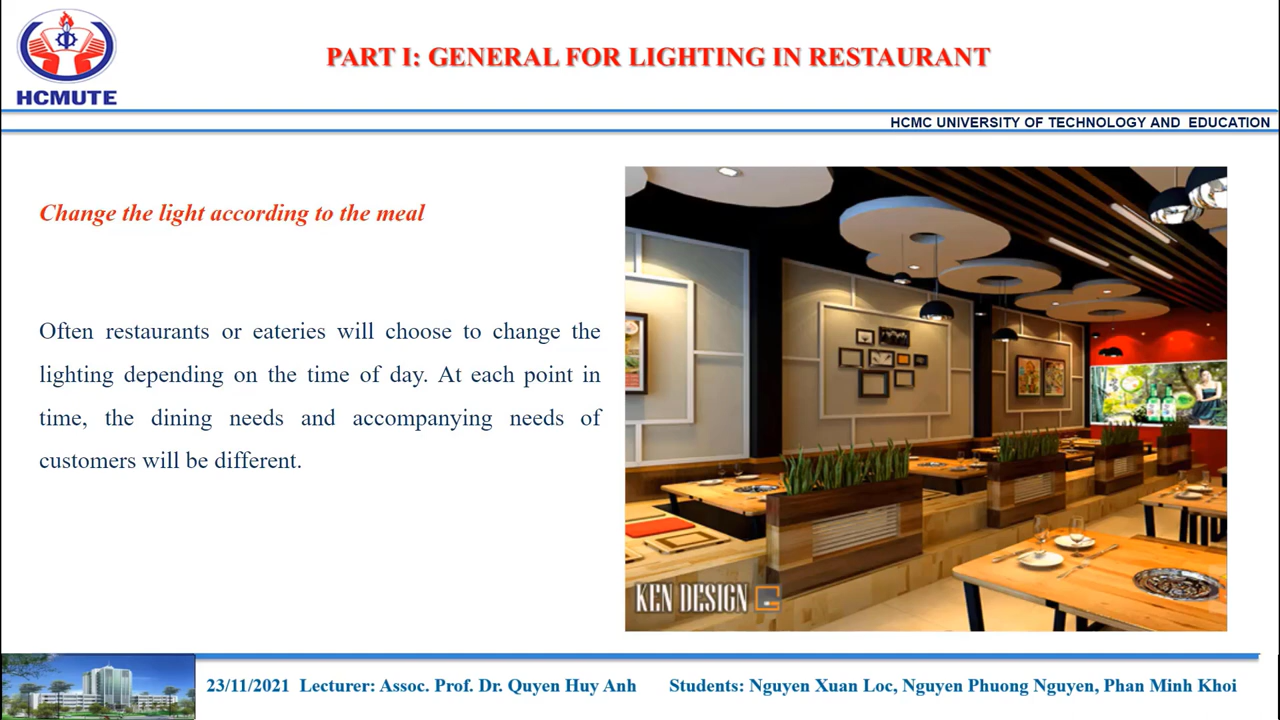 PART I: GENERAL FOR LIGHTING IN RESTAURANT
HCMUTE
HCMC UNIVERSITY OF TECHNOLOGY AND EDUCATION
Change the light according to the meal
Often restaurants or eateries will choose to change the
lighting depending on the time of day. At each point in
time, the dining needs and accompanying needs of
customers will be different.
KEN DESIGN
23/11/2021 Lecturer: Assoc. Prof. Dr. Quyen Huy Anh Students: Nguyen Xuan Loc, Nguyen Phuong Nguyen, Phan Minh Khoi